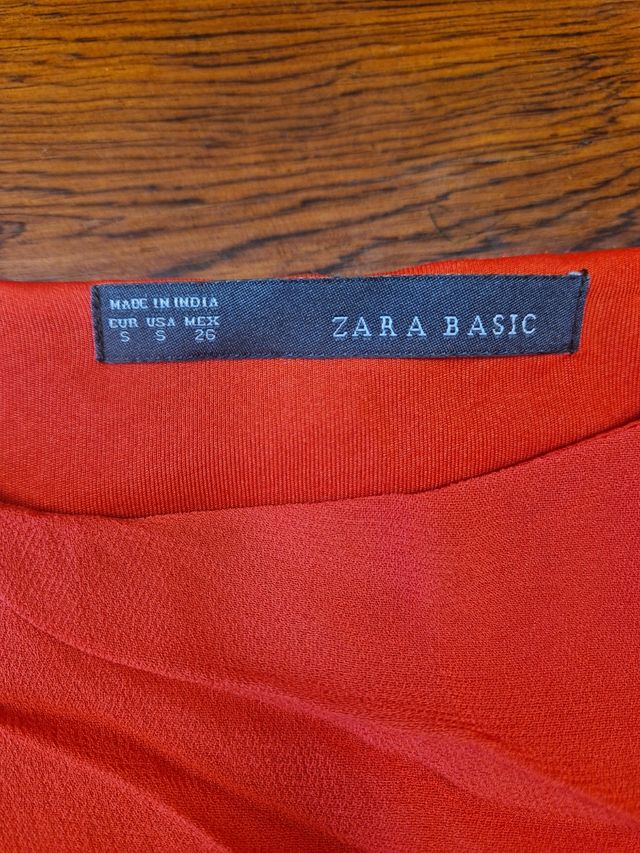 MADE IN INDIA
EUR USA MEX
S S 26
ZARA BASIC